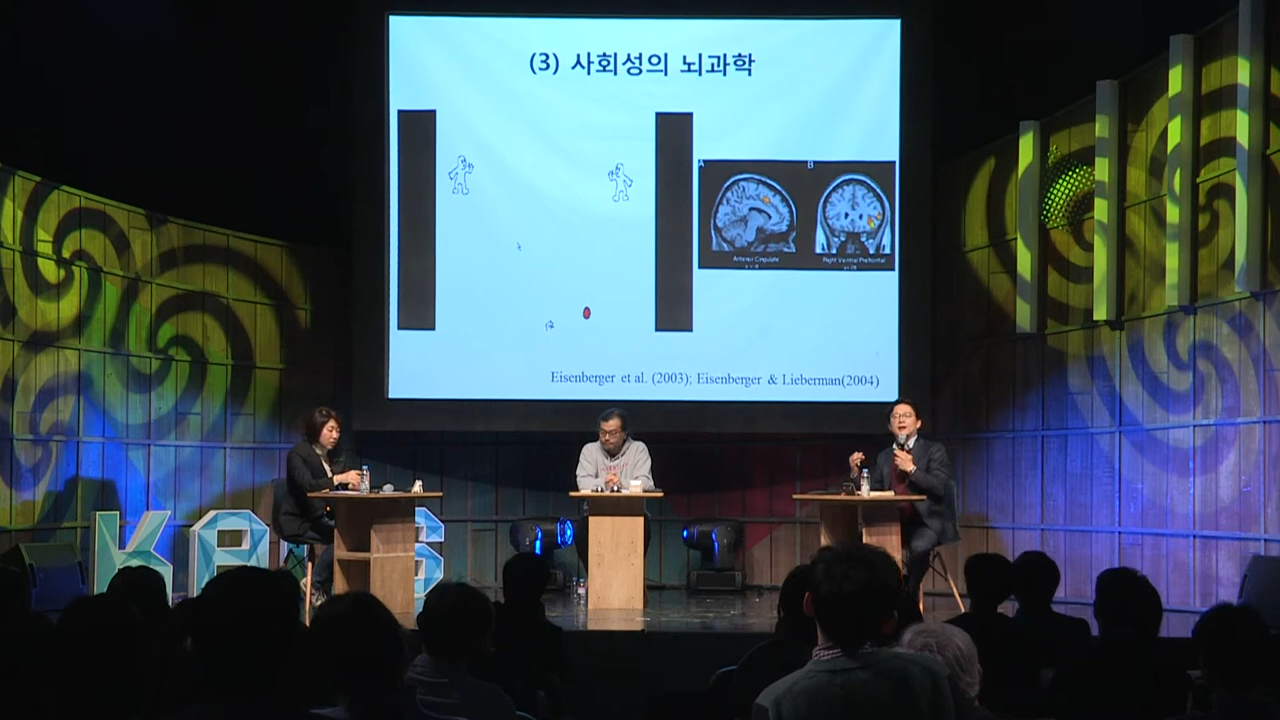 (3) 사회성의 뇌과학
A B
Anterior Cingulate
Right Ventral Prefrontal
Eisenberger et al. (2003); Eisenberger & Lieberman(2004)